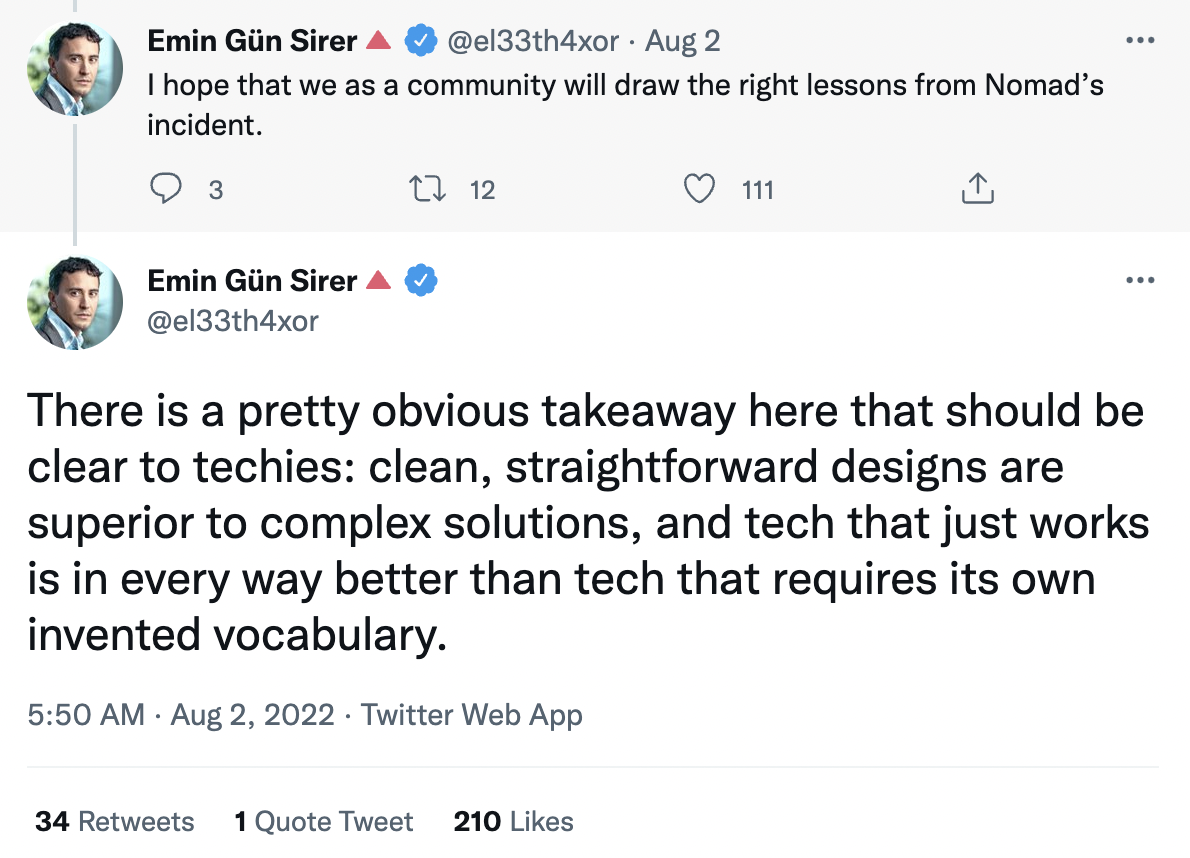 Emin Gün Sirer🔺 @el33th4xor · Aug 2
I hope that we as a community will draw the right lessons from Nomad’s
incident.
3 12 111
Emin Gün Sirer🔺
@el33th4xor
There is a pretty obvious takeaway here that should be
clear to techies: clean, straightforward designs are
superior to complex solutions, and tech that just works
is in every way better than tech that requires its own
invented vocabulary.
5:50 AM · Aug 2, 2022 · Twitter Web App
34 Retweets 1 Quote Tweet 210 Likes